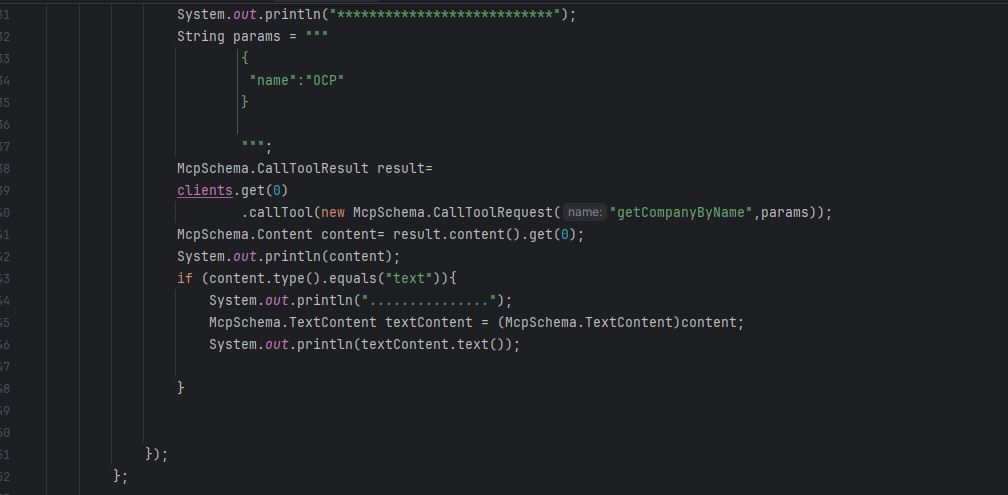 31 System.out.println("***************************");
32 String params = """
33 {
34 "name":"OCP"
35 }
36
37 """;
38 McpSchema.CallToolResult result=
39 clients.get(0)
40 .callTool(new McpSchema.CallToolRequest( name: "getCompanyByName",params));
41 McpSchema.Content content= result.content().get(0);
42 System.out.println(content);
43 if (content.type().equals("text")){
44 System.out.println("...............");
45 McpSchema.TextContent textContent = (McpSchema.TextContent)content;
46 System.out.println(textContent.text());
47
48 }
49
50
51 });
52 };